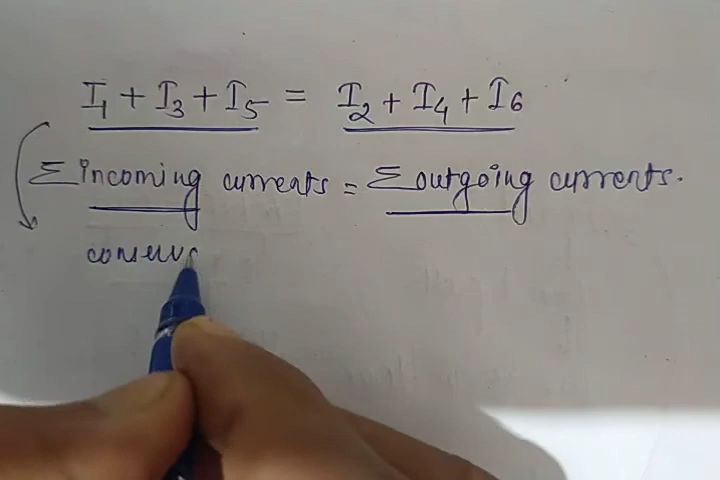 I1 + I3 + I5 = I2 + I4 + I6
Σ incoming currents = Σ outgoing currents.
conserv